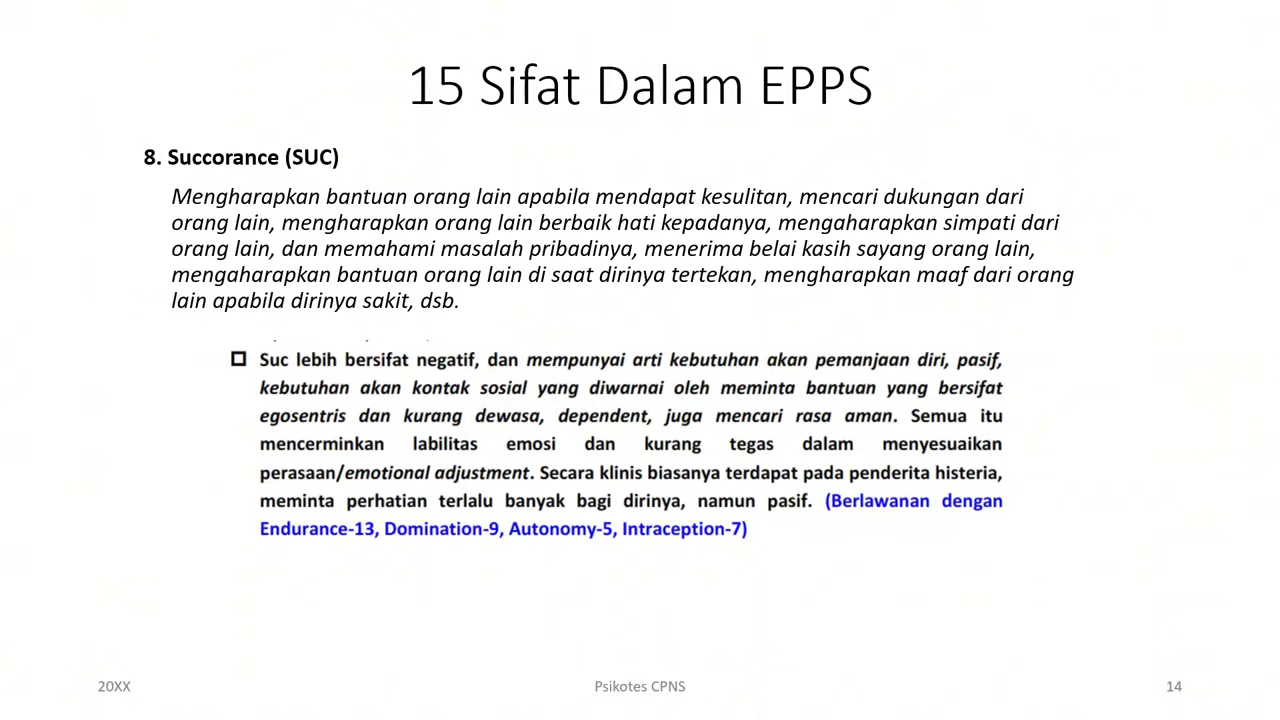 15 Sifat Dalam EPPS
8. Succorance (SUC)
Mengharapkan bantuan orang lain apabila mendapat kesulitan, mencari dukungan dari
orang lain, mengharapkan orang lain berbaik hati kepadanya, mengaharapkan simpati dari
orang lain, dan memahami masalah pribadinya, menerima belai kasih sayang orang lain,
mengaharapkan bantuan orang lain di saat dirinya tertekan, mengharapkan maaf dari orang
lain apabila dirinya sakit, dsb.
Suc lebih bersifat negatif, dan mempunyai arti kebutuhan akan pemanjaan diri, pasif,
kebutuhan akan kontak sosial yang diwarnai oleh meminta bantuan yang bersifat
egosentris dan kurang dewasa, dependent, juga mencari rasa aman. Semua itu
mencerminkan labilitas emosi dan kurang tegas dalam menyesuaikan
perasaan/emotional adjustment. Secara klinis biasanya terdapat pada penderita histeria,
meminta perhatian terlalu banyak bagi dirinya, namun pasif. (Berlawanan dengan
Endurance-13, Domination-9, Autonomy-5, Intraception-7)
20XX
Psikotes CPNS
14